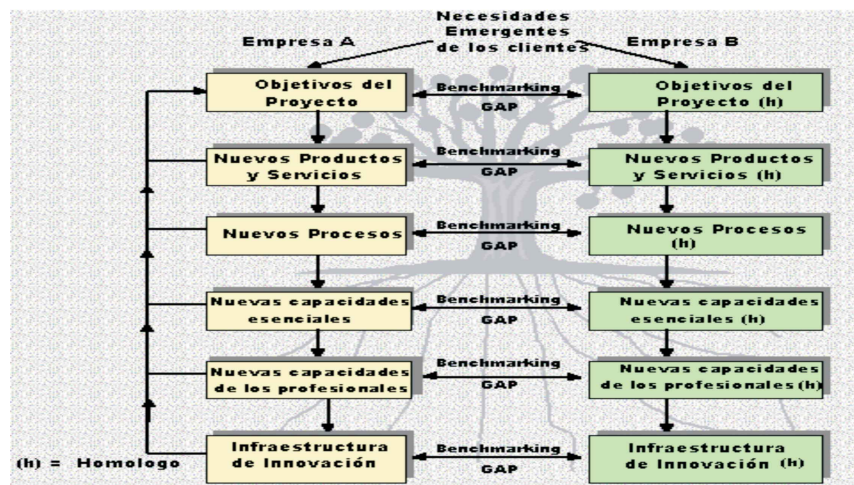 Necesidades
Emergentes
de los clientes
Empresa A
Empresa B
Objetivos del
Proyecto
Benchmarking
GAP
Objetivos del
Proyecto (h)
Nuevos Productos
y Servicios
Benchmarking
GAP
Nuevos Productos
y Servicios (h)
Nuevos Procesos
Benchmarking
GAP
Nuevos Procesos
(h)
Nuevas capacidades
esenciales
Benchmarking
GAP
Nuevas capacidades
esenciales (h)
Nuevas capacidades
de los profesionales
Benchmarking
GAP
Nuevas capacidades
de los profesionales (h)
Infraestructura
de Innovación
Benchmarking
GAP
Infraestructura
de Innovación (h)
(h) = Homologo